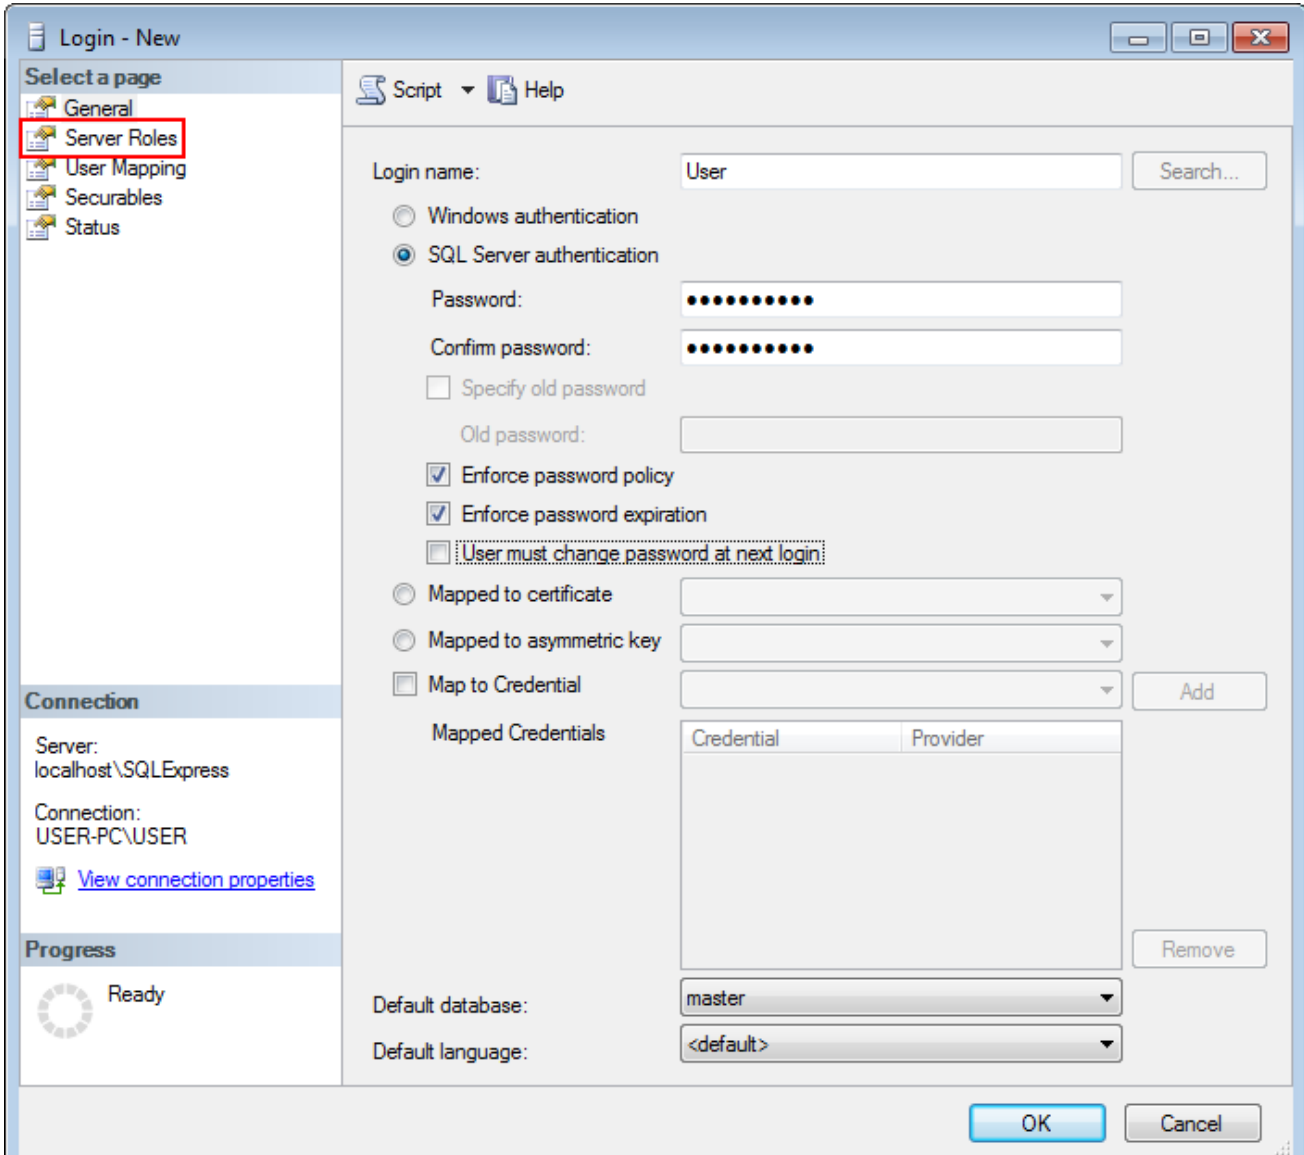 Login - New
Select a page
General
Server Roles
User Mapping
Securables
Status
Script Help
Login name: User Search...
Windows authentication
SQL Server authentication
Password: ●●●●●●●●●●
Confirm password: ●●●●●●●●●●
Specify old password
Old password:
Enforce password policy
Enforce password expiration
User must change password at next login
Mapped to certificate
Mapped to asymmetric key
Map to Credential Add
Mapped Credentials Credential Provider
Remove
Default database: master
Default language: <default>
Connection
Server:
localhost\SQLExpress
Connection:
USER-PC\USER
View connection properties
Progress
Ready
OK Cancel